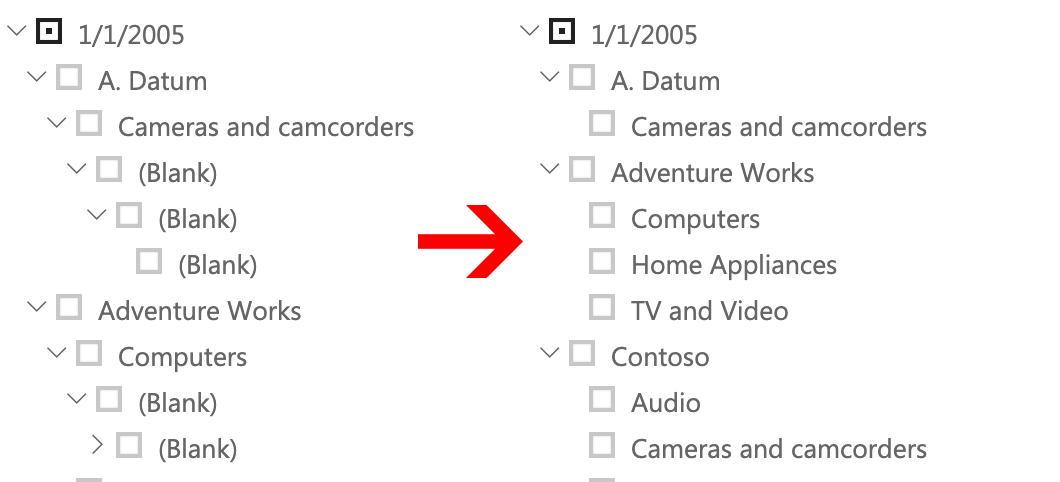 1/1/2005
A. Datum
Cameras and camcorders
(Blank)
(Blank)
(Blank)
Adventure Works
Computers
(Blank)
(Blank)
1/1/2005
A. Datum
Cameras and camcorders
Adventure Works
Computers
Home Appliances
TV and Video
Contoso
Audio
Cameras and camcorders